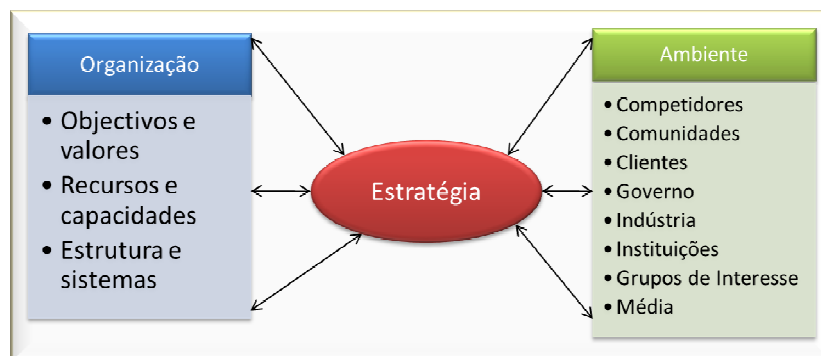 Organização
• Objectivos e
valores
• Recursos e
capacidades
• Estrutura e
sistemas
Estratégia
Ambiente
• Competidores
• Comunidades
• Clientes
• Governo
• Indústria
• Instituições
• Grupos de Interesse
• Média